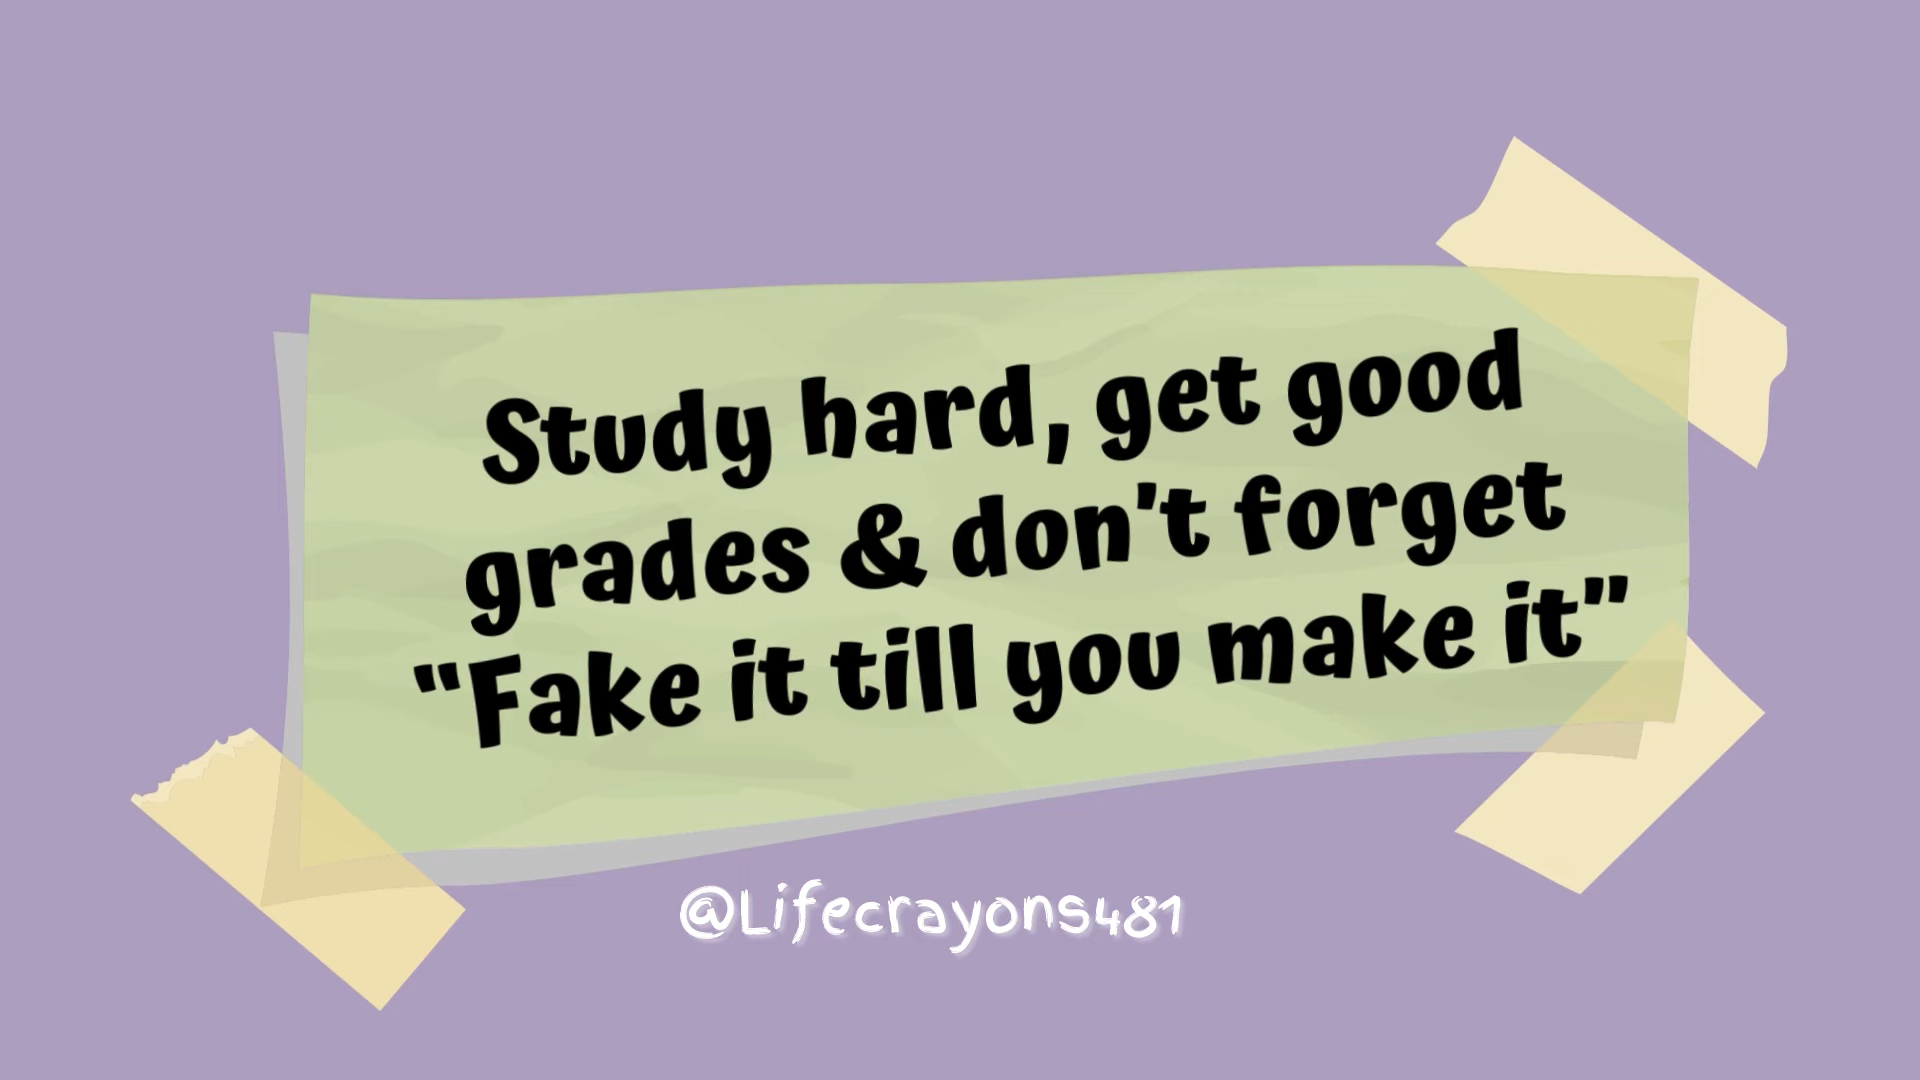 Study hard, get good
grades & don't forget
"Fake it till you make it"
@Lifecrayons481